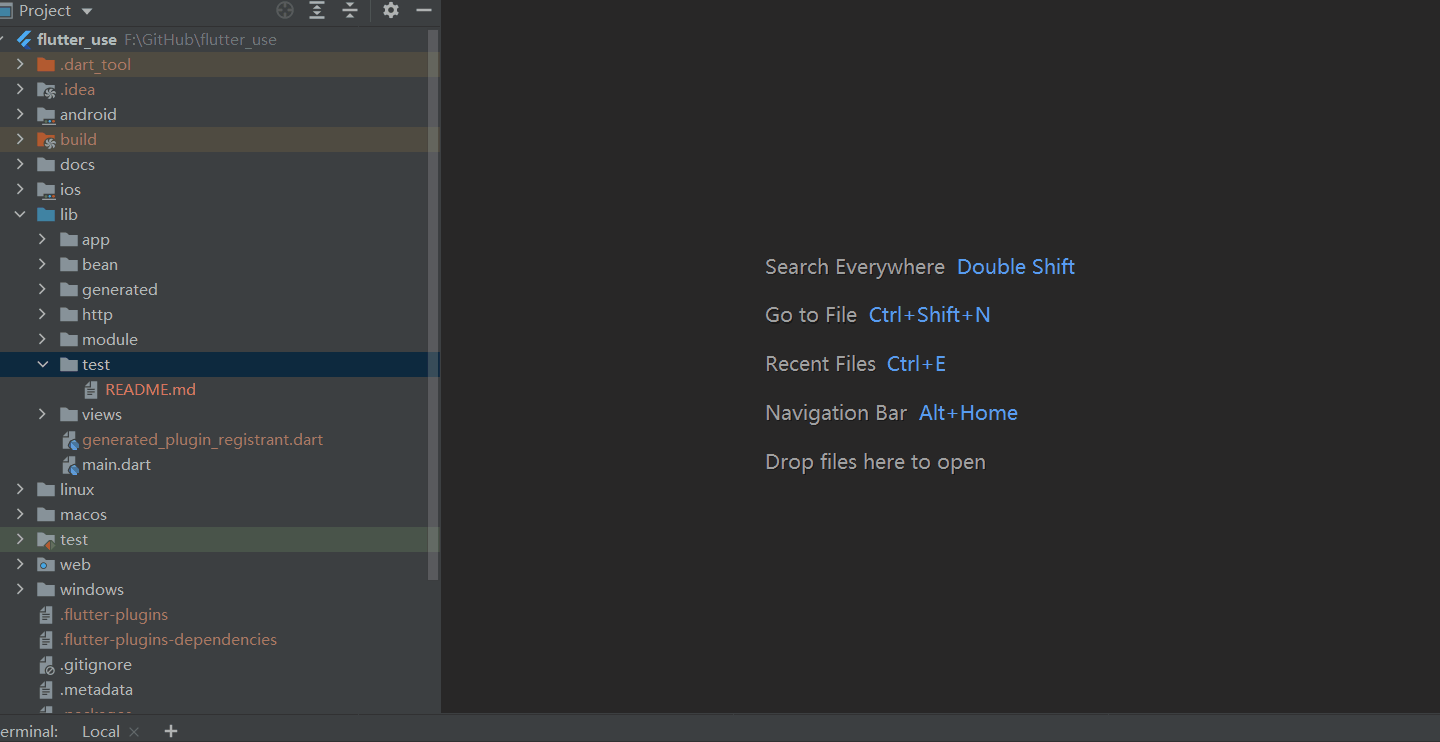 Project
flutter_use F:\GitHub\flutter_use
.dart_tool
.idea
android
build
docs
ios
lib
app
bean
generated
http
module
test
README.md
views
generated_plugin_registrant.dart
main.dart
linux
macos
test
web
windows
.flutter-plugins
.flutter-plugins-dependencies
.gitignore
.metadata
Search Everywhere Double Shift
Go to File Ctrl+Shift+N
Recent Files Ctrl+E
Navigation Bar Alt+Home
Drop files here to open
erminal: Local